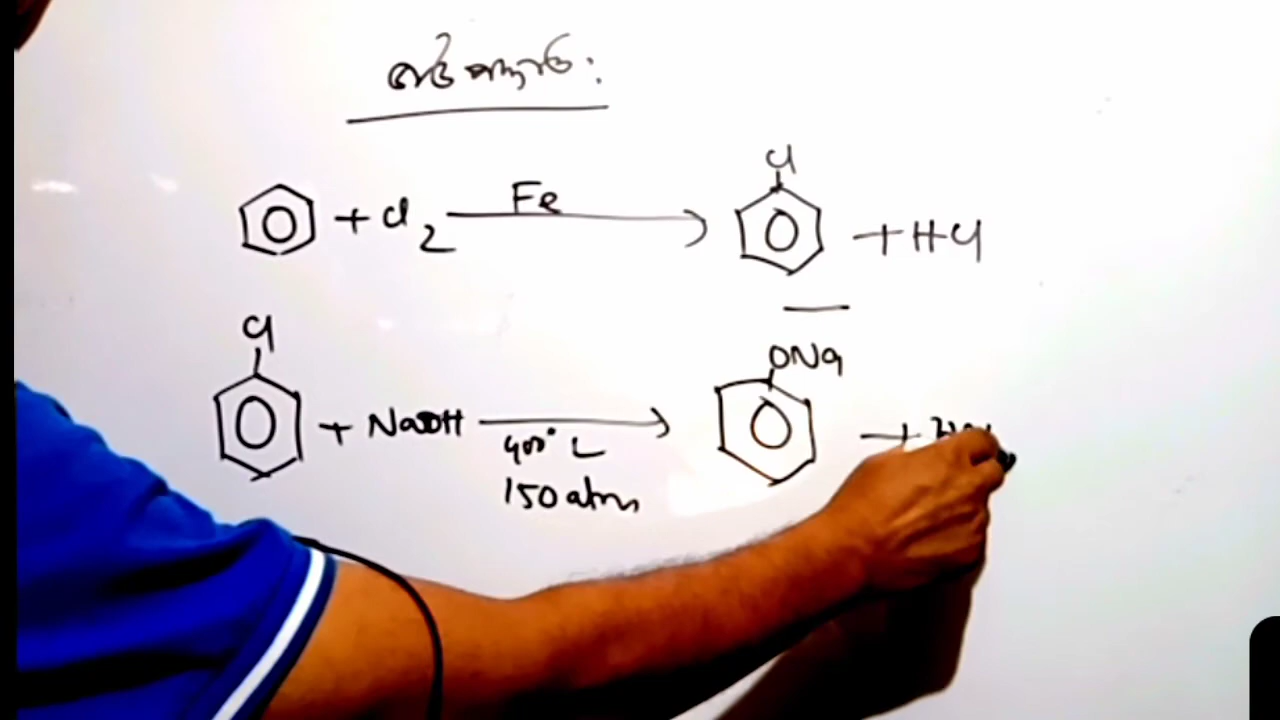 Cl
+ Cl2 Fe + HCl
Cl ONa
+ NaOH +
400° C
150 atm